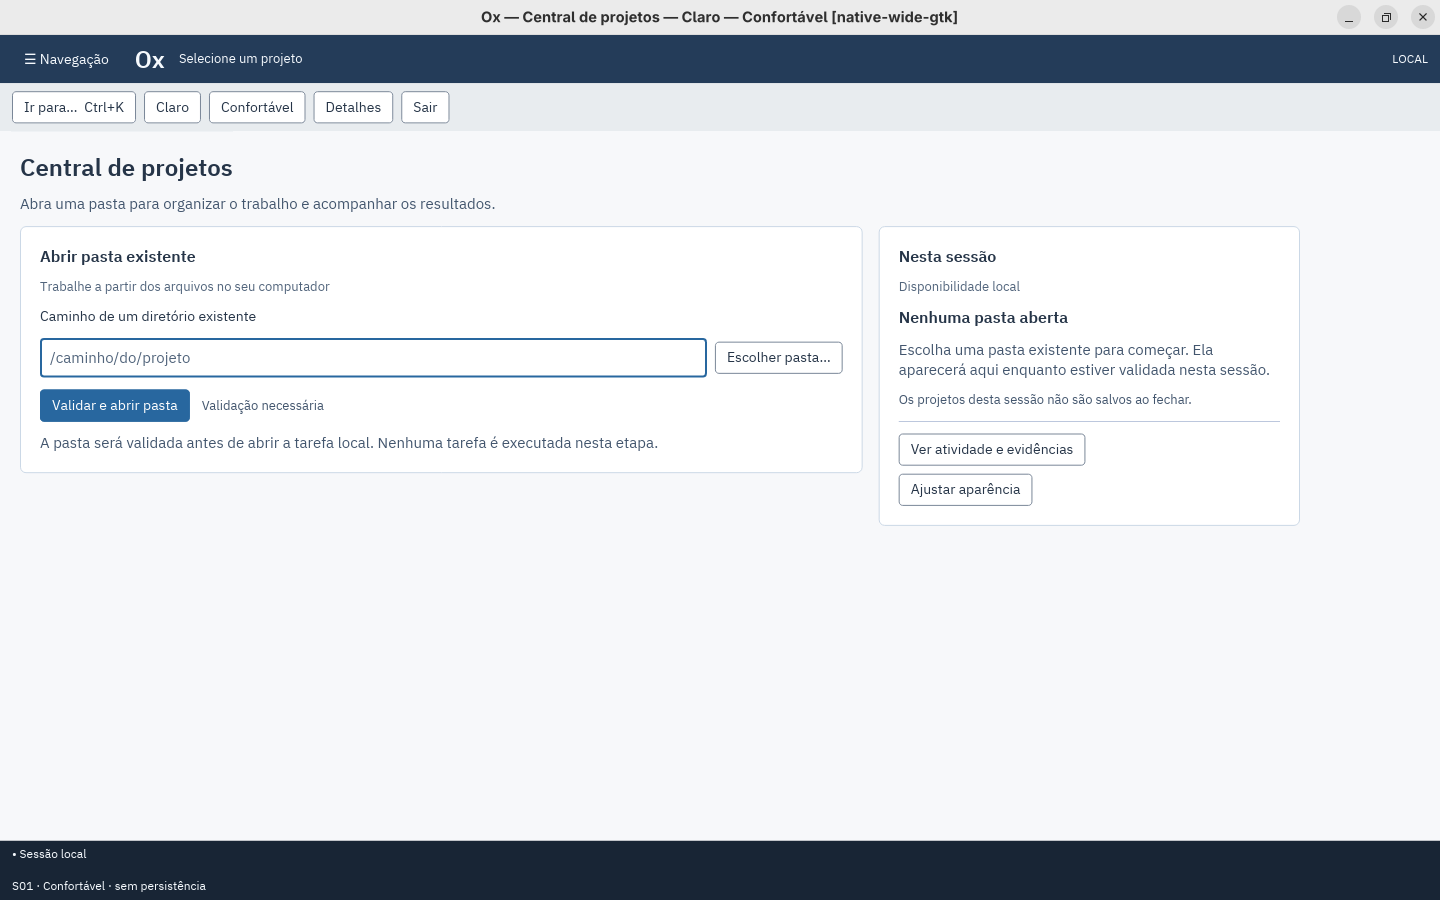 Ox — Central de projetos — Claro — Confortável [native-wide-gtk]
☰ Navegação Ox Selecione um projeto LOCAL
Ir para... Ctrl+K Claro Confortável Detalhes Sair
Central de projetos
Abra uma pasta para organizar o trabalho e acompanhar os resultados.
Abrir pasta existente
Trabalhe a partir dos arquivos no seu computador
Caminho de um diretório existente
/caminho/do/projeto Escolher pasta...
Validar e abrir pasta Validação necessária
A pasta será validada antes de abrir a tarefa local. Nenhuma tarefa é executada nesta etapa.
Nesta sessão
Disponibilidade local
Nenhuma pasta aberta
Escolha uma pasta existente para começar. Ela
aparecerá aqui enquanto estiver validada nesta sessão.
Os projetos desta sessão não são salvos ao fechar.
Ver atividade e evidências
Ajustar aparência
• Sessão local
S01 · Confortável · sem persistência